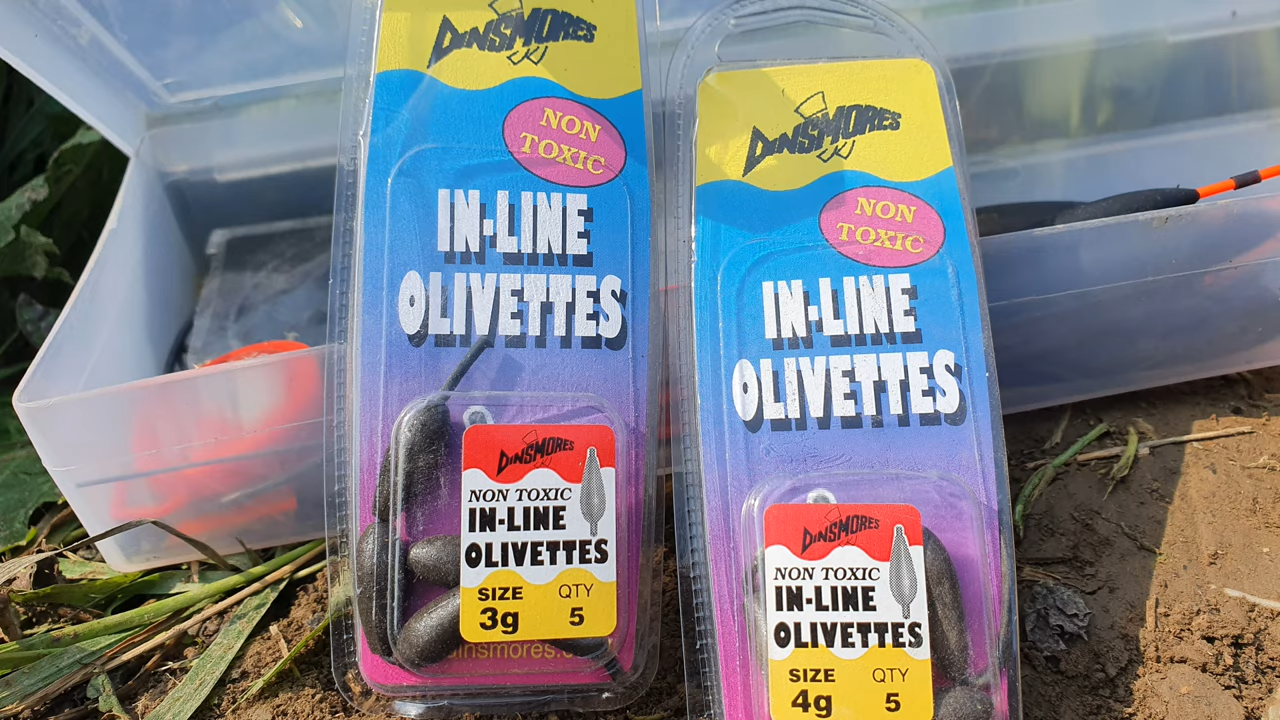 DINSMORES
NON
TOXIC
IN-LINE
OLIVETTES
DINSMORES
NON TOXIC
IN-LINE
OLIVETTES
SIZE QTY
3g 5
DINSMORES
NON
TOXIC
IN-LINE
OLIVETTES
DINSMORES
NON TOXIC
IN-LINE
OLIVETTES
SIZE QTY
4g 5